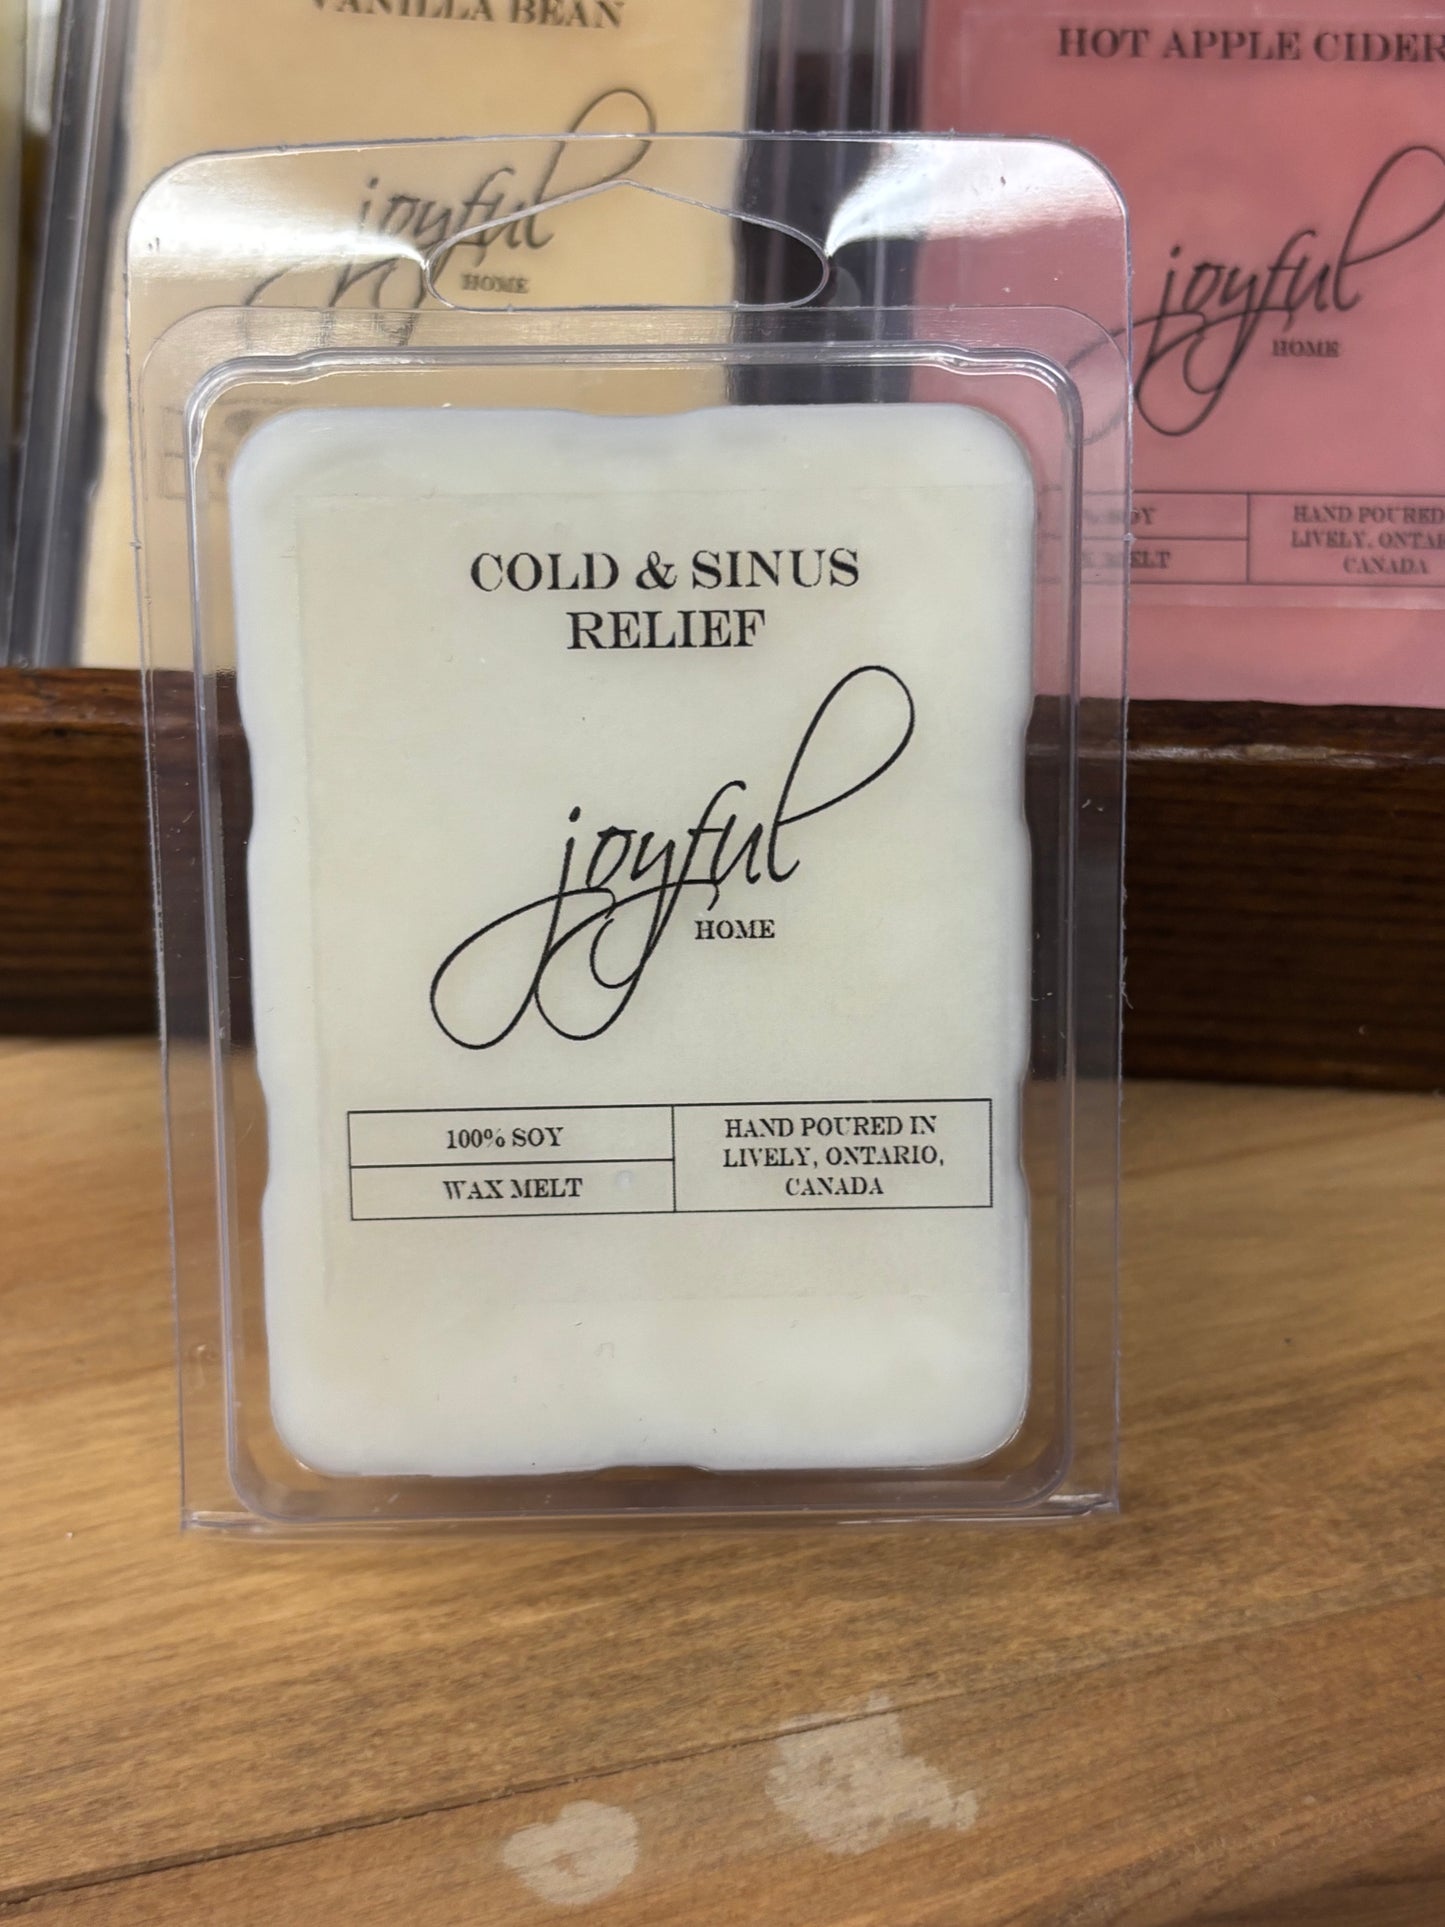 VANILLA BEAN
joyful
HOME
HOT APPLE CIDER
joyful
HOME
HAND POURED
LIVELY, ONTAR
CANADA
COLD & SINUS
RELIEF
joyful
HOME
100% SOY
WAX MELT
HAND POURED IN
LIVELY, ONTARIO,
CANADA